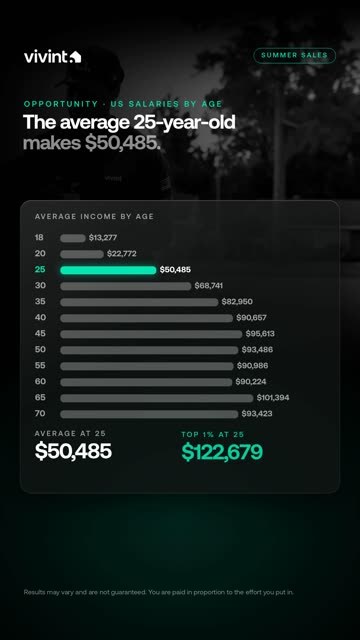 vivint
SUMMER SALES
OPPORTUNITY · US SALARIES BY AGE
The average 25-year-old
makes $50,485.
AVERAGE INCOME BY AGE
18 $13,277
20 $22,772
25 $50,485
30 $68,741
35 $82,950
40 $90,657
45 $95,613
50 $93,486
55 $90,986
60 $90,224
65 $101,394
70 $93,423
AVERAGE AT 25 TOP 1% AT 25
$50,485 $122,679
Results may vary and are not guaranteed. You are paid in proportion to the effort you put in.